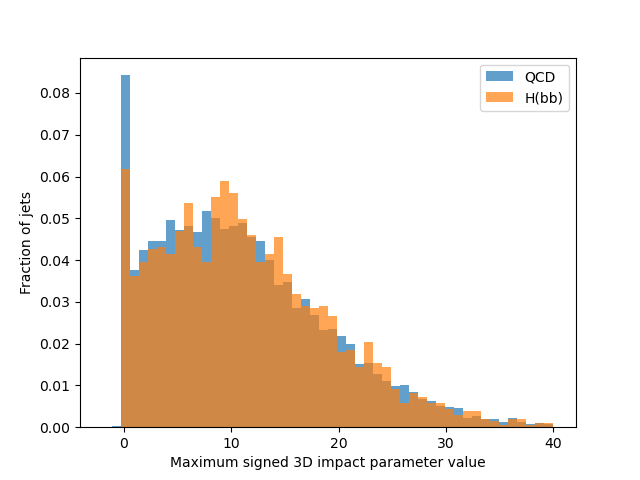 QCD
H(bb)
0.08
0.07
0.06
0.05
0.04
0.03
0.02
0.01
0.00
Fraction of jets
0 10 20 30 40
Maximum signed 3D impact parameter value